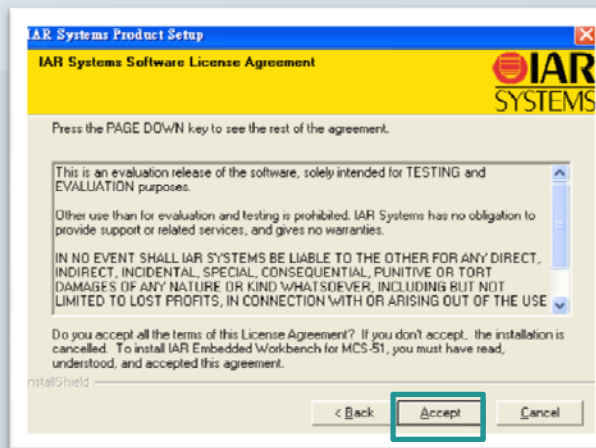 IAR Systems Product Setup
IAR Systems Software License Agreement
IAR
SYSTEMS
Press the PAGE DOWN key to see the rest of the agreement.
This is an evaluation release of the software, solely intended for TESTING and
EVALUATION purposes.
Other use than for evaluation and testing is prohibited. IAR Systems has no obligation to
provide support or related services, and gives no warranties.
IN NO EVENT SHALL IAR SYSTEMS BE LIABLE TO THE OTHER FOR ANY DIRECT,
INDIRECT, INCIDENTAL, SPECIAL, CONSEQUENTIAL, PUNITIVE OR TORT
DAMAGES OF ANY NATURE OR KIND WHATSOEVER, INCLUDING BUT NOT
LIMITED TO LOST PROFITS, IN CONNECTION WITH OR ARISING OUT OF THE USE
Do you accept all the terms of this License Agreement? If you don't accept, the installation is
cancelled. To install IAR Embedded Workbench for MCS-51, you must have read,
understood, and accepted this agreement.
InstallShield
< Back Accept Cancel